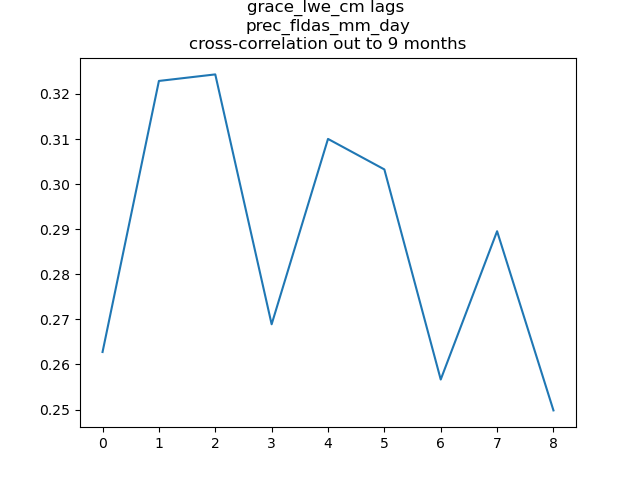 grace_lwe_cm lags
prec_fldas_mm_day
cross-correlation out to 9 months
0.32
0.31
0.30
0.29
0.28
0.27
0.26
0.25
0 1 2 3 4 5 6 7 8